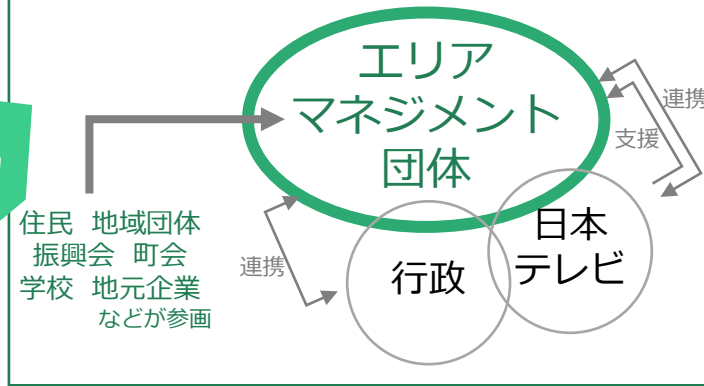 エリア
マネジメント
団体
連携
支援
住民 地域団体
振興会 町会
学校 地元企業
などが参画
連携
行政
日本
テレビ